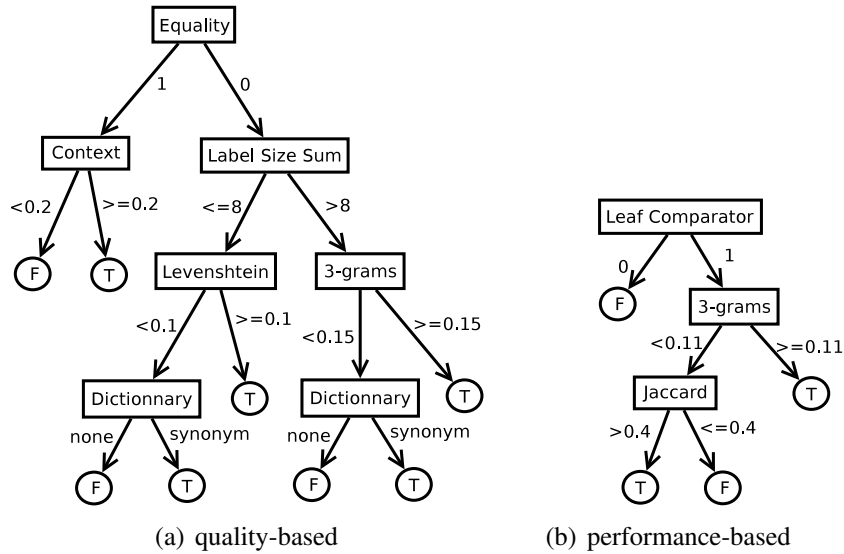 Equality
1
0
Context
Label Size Sum
<0.2
>=0.2
<=8
>8
F
T
Levenshtein
3-grams
<0.1
>=0.1
<0.15
>=0.15
Dictionnary
T
Dictionnary
T
none
synonym
none
synonym
F
T
F
T
(a) quality-based
Leaf Comparator
0
1
F
3-grams
<0.11
>=0.11
Jaccard
T
>0.4
<=0.4
T
F
(b) performance-based